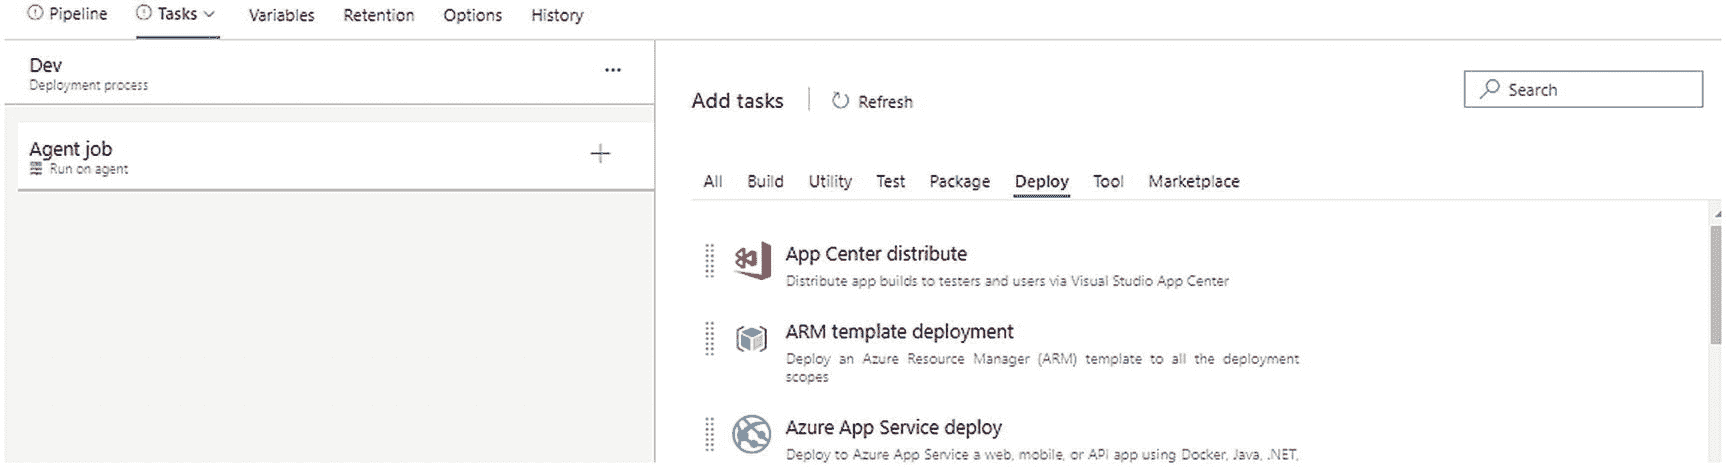 Pipeline Tasks Variables Retention Options History
Dev
Deployment process
Agent job
Run on agent
Add tasks Refresh
Search
All Build Utility Test Package Deploy Tool Marketplace
App Center distribute
Distribute app builds to testers and users via Visual Studio App Center
ARM template deployment
Deploy an Azure Resource Manager (ARM) template to all the deployment
scopes
Azure App Service deploy
Deploy to Azure App Service a web, mobile, or API app using Docker, Java, .NET,